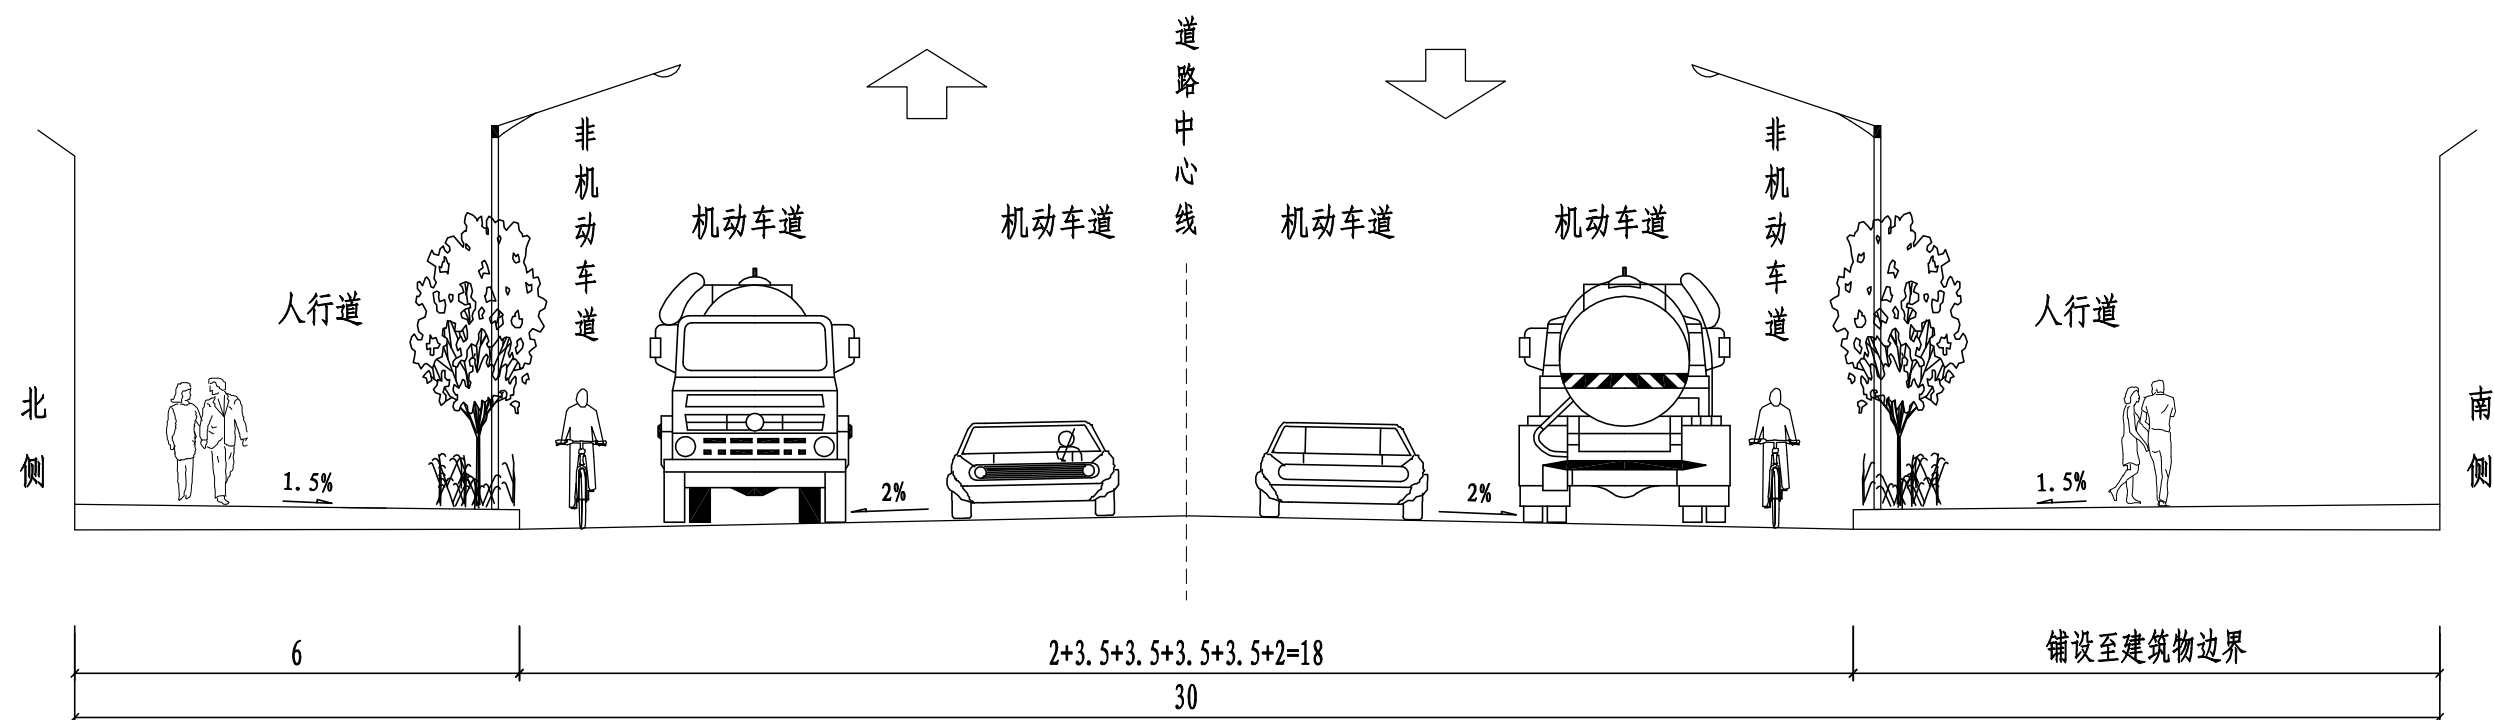 道路中心线
非机动车道
非机动车道
机动车道
机动车道
机动车道
机动车道
人行道
人行道
北侧
南侧
1.5%
2%
2%
1.5%
6
2+3.5+3.5+3.5+3.5+2=18
铺设至建筑物边界
30